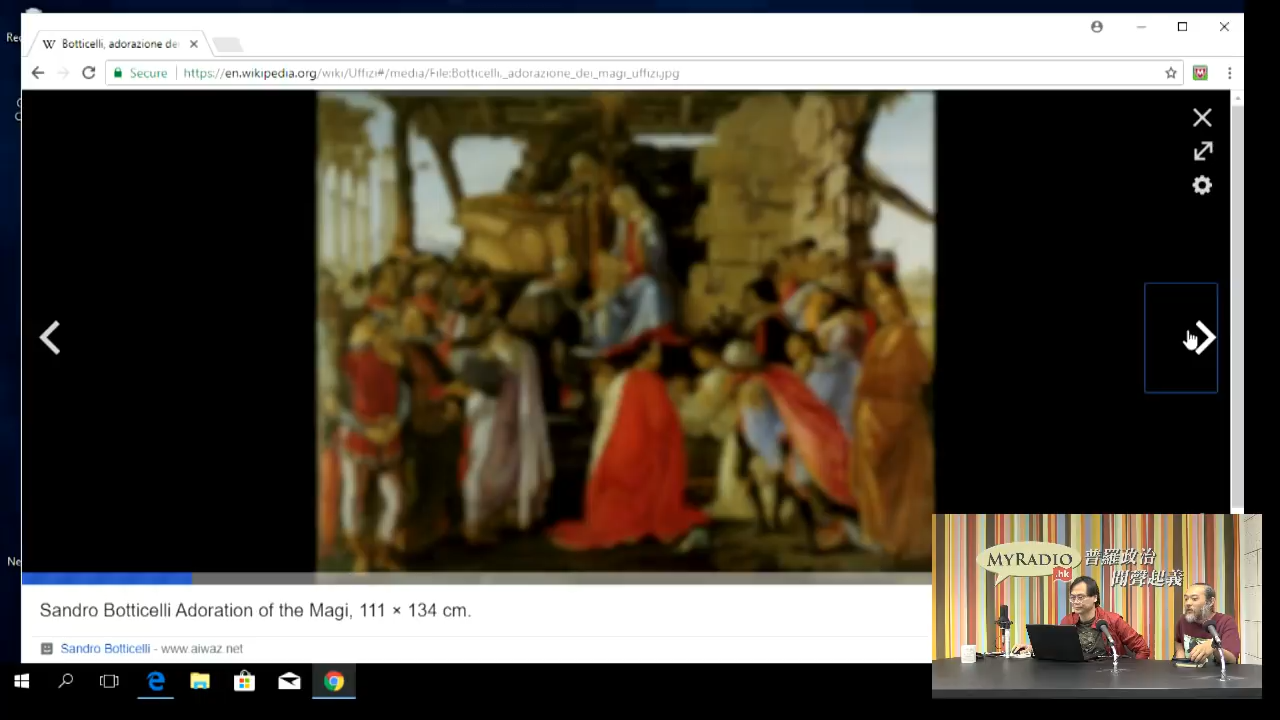 Botticelli, adorazione de
Secure
https://en.wikipedia.org/wiki/Uffizi#/media/File:Botticelli,_adorazione_dei_magi_uffizi.jpg
Sandro Botticelli Adoration of the Magi, 111 × 134 cm.
Sandro Botticelli - www.aiwaz.net
MYRADIO
.hk
普羅政治
聞聲起義